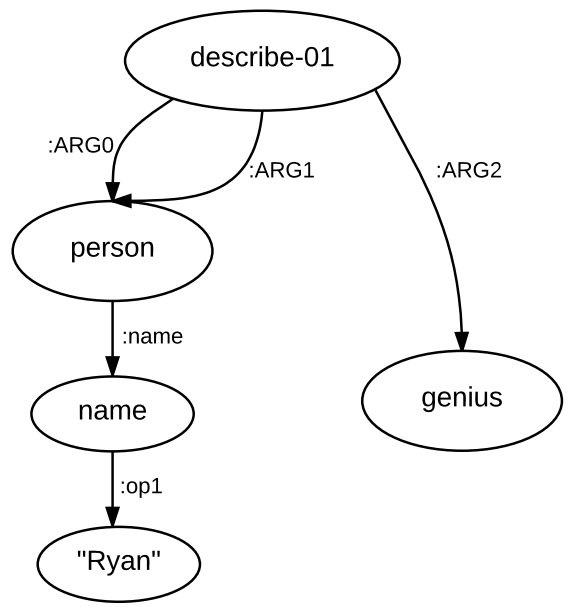 describe-01
:ARG0
:ARG1
:ARG2
person
:name
name
genius
:op1
"Ryan"